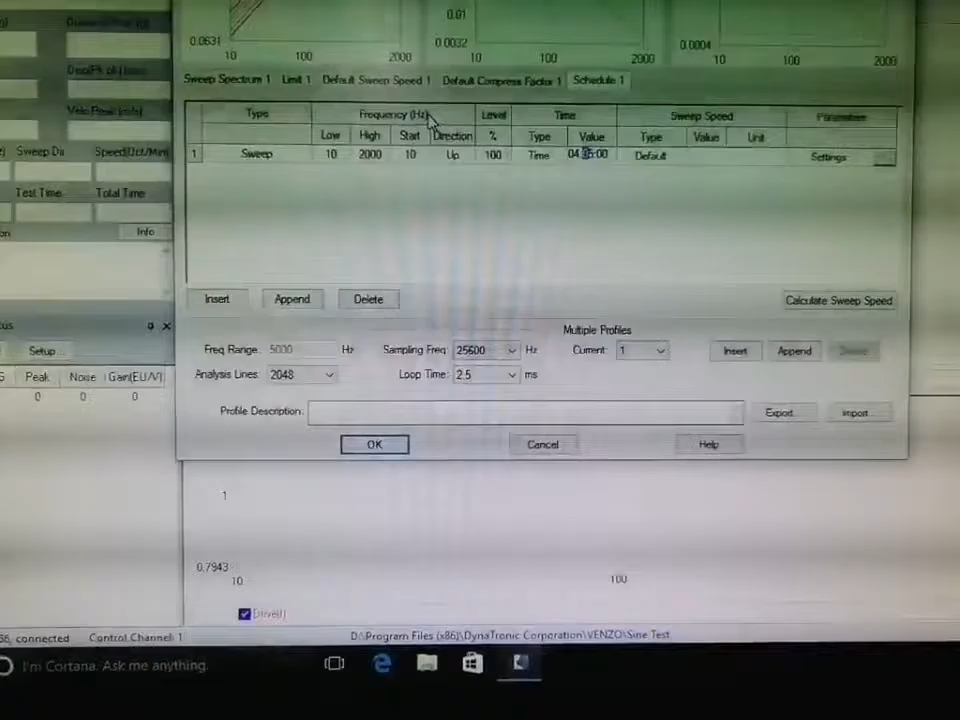 0.0631
10 100 2000
0.01
0.0032
10 100 2000
0.0004
10 100 2000
Sweep Spectrum 1 Limit 1 Default Sweep Speed 1 Default Compress Factor 1 Schedule 1
Type Frequency (Hz) Level Time Sweep Speed Parameters
Low High Start Direction % Type Value Type Value Unit
1 Sweep 10 2000 10 Up 100 Time Default Settings
Sweep Dir Speed(Oct/Min)
Test Time Total Time
Info
Insert Append Delete Calculate Sweep Speed
Multiple Profiles
Setup...
Freq Range: 5000 Hz Sampling Freq: 25600 Hz Current: 1 Insert Append
Peak Noise Gain(EU/V)
0 0 0
Analysis Lines: 2048 Loop Time: 2.5 ms
Profile Description: Export... Import...
OK Cancel Help
1
0.7943
10 100
Drive(f)
connected Control Channel: 1 D:\Program Files (x86)\DynaTronic Corporation\VENZO\Sine Test
I'm Cortana. Ask me anything.